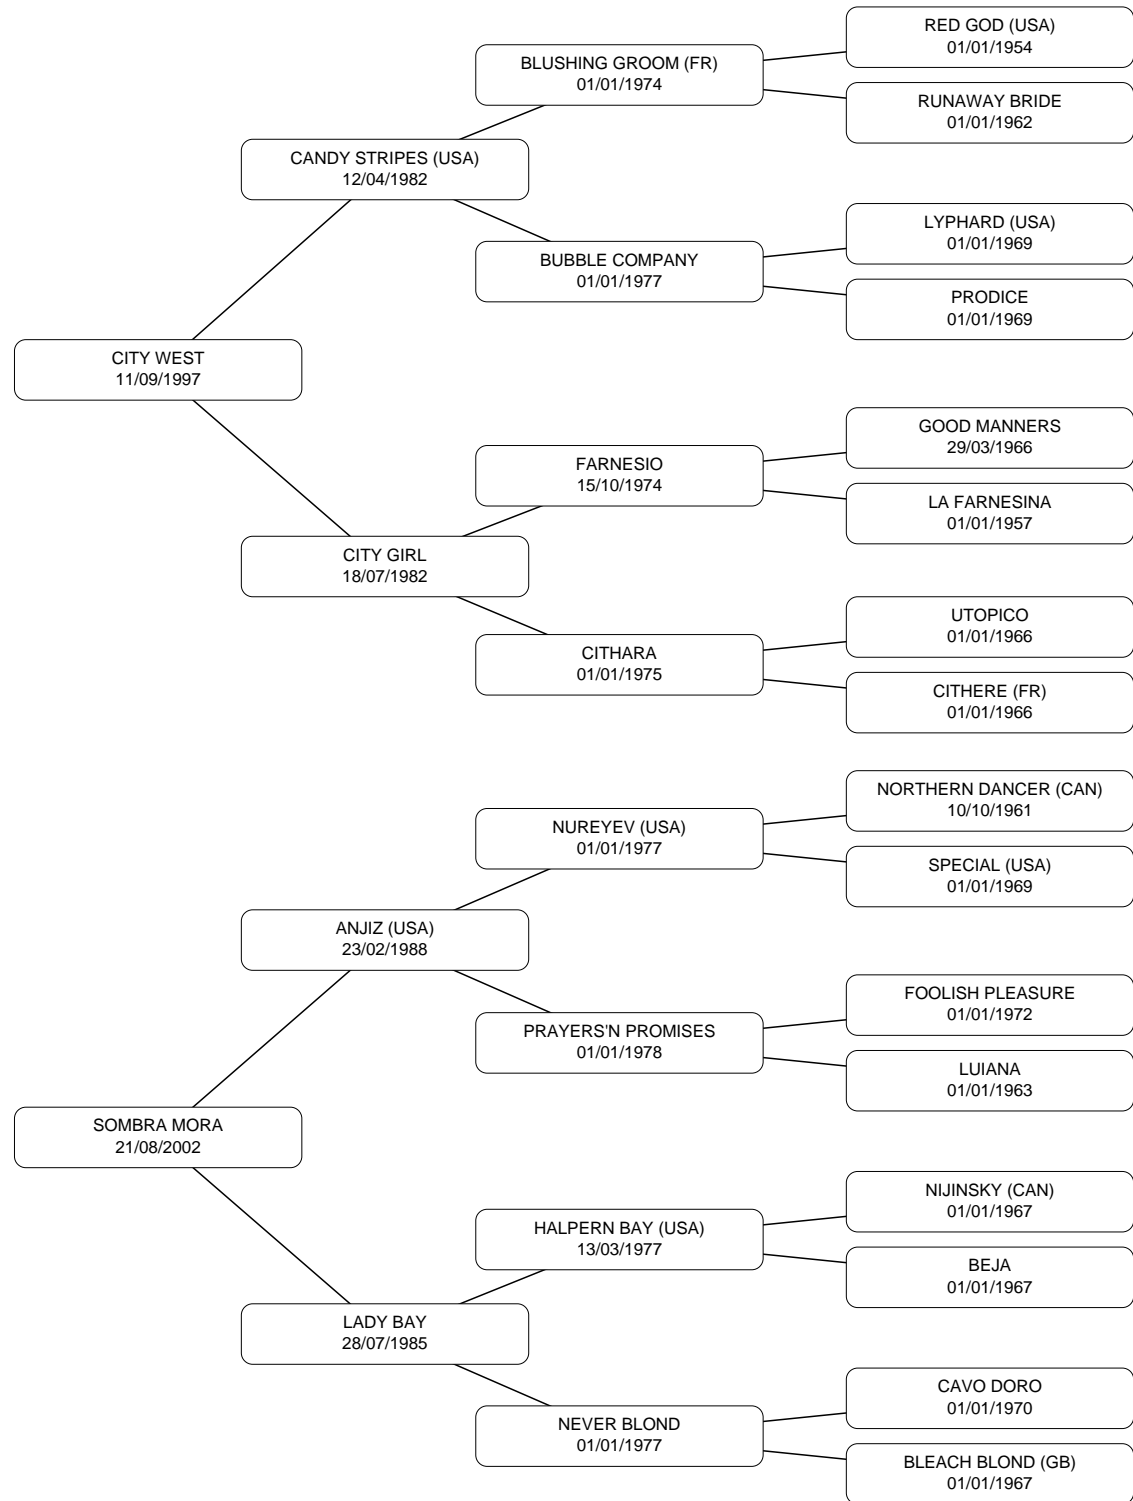 RED GOD (USA)
01/01/1954
BLUSHING GROOM (FR)
01/01/1974
RUNAWAY BRIDE
01/01/1962
CANDY STRIPES (USA)
12/04/1982
LYPHARD (USA)
01/01/1969
BUBBLE COMPANY
01/01/1977
PRODICE
01/01/1969
CITY WEST
11/09/1997
GOOD MANNERS
29/03/1966
FARNESIO
15/10/1974
LA FARNESINA
01/01/1957
CITY GIRL
18/07/1982
UTOPICO
01/01/1966
CITHARA
01/01/1975
CITHERE (FR)
01/01/1966
NORTHERN DANCER (CAN)
10/10/1961
NUREYEV (USA)
01/01/1977
SPECIAL (USA)
01/01/1969
ANJIZ (USA)
23/02/1988
FOOLISH PLEASURE
01/01/1972
PRAYERS'N PROMISES
01/01/1978
LUIANA
01/01/1963
SOMBRA MORA
21/08/2002
NIJINSKY (CAN)
01/01/1967
HALPERN BAY (USA)
13/03/1977
BEJA
01/01/1967
LADY BAY
28/07/1985
CAVO DORO
01/01/1970
NEVER BLOND
01/01/1977
BLEACH BLOND (GB)
01/01/1967